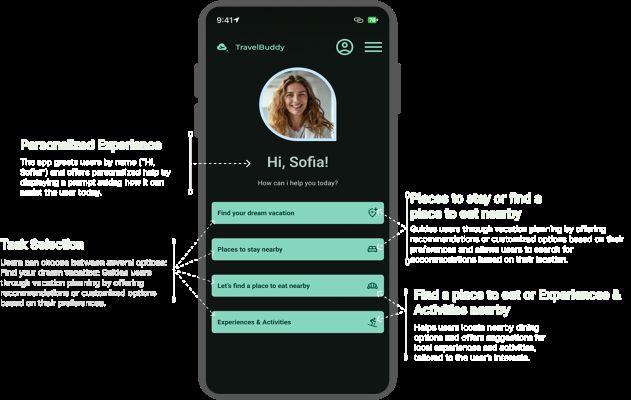 9:41
TravelBuddy
Hi, Sofia!
How can i help you today?
Find your dream vacation
Places to stay nearby
Let's find a place to eat nearby
Experiences & Activities
Personalized Experience
The app greets users by name ("Hi,
Sofia!") and offers personalized help by
displaying a prompt asking how it can
assist the user today.
Task Selection
Users can choose between several options:
Find your dream vacation: Guides users
through vacation planning by offering
recommendations or customized options
based on their preferences.
Places to stay or find a
place to eat nearby
Guides users through vacation planning by offering
recommendations or customized options based on their
preferences and allows users to search for
accommodations based on their location.
Find a place to eat or Experiences &
Activities nearby
Helps users locate nearby dining
options and offers suggestions for
local experiences and activities,
tailored to the user's interests.